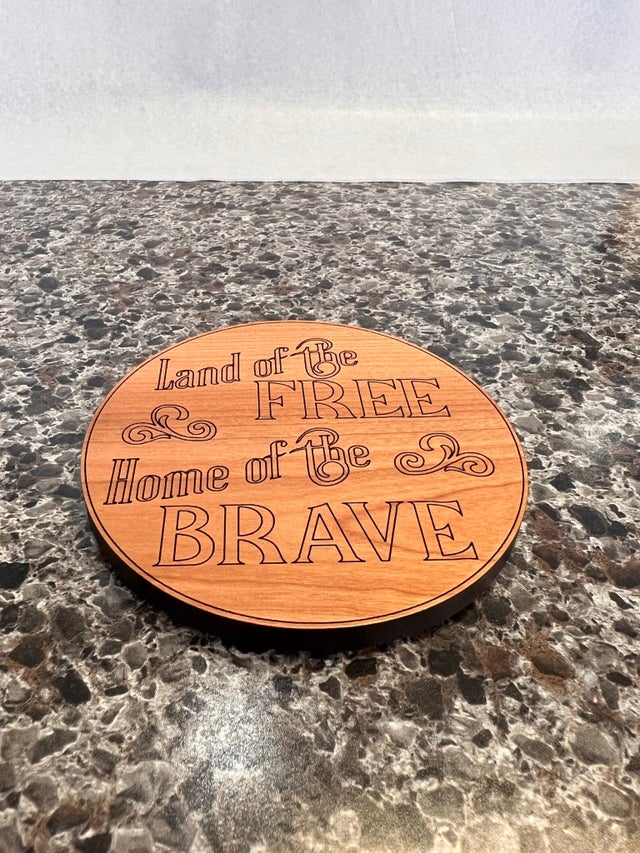 Land of the
FREE
Home of the
BRAVE